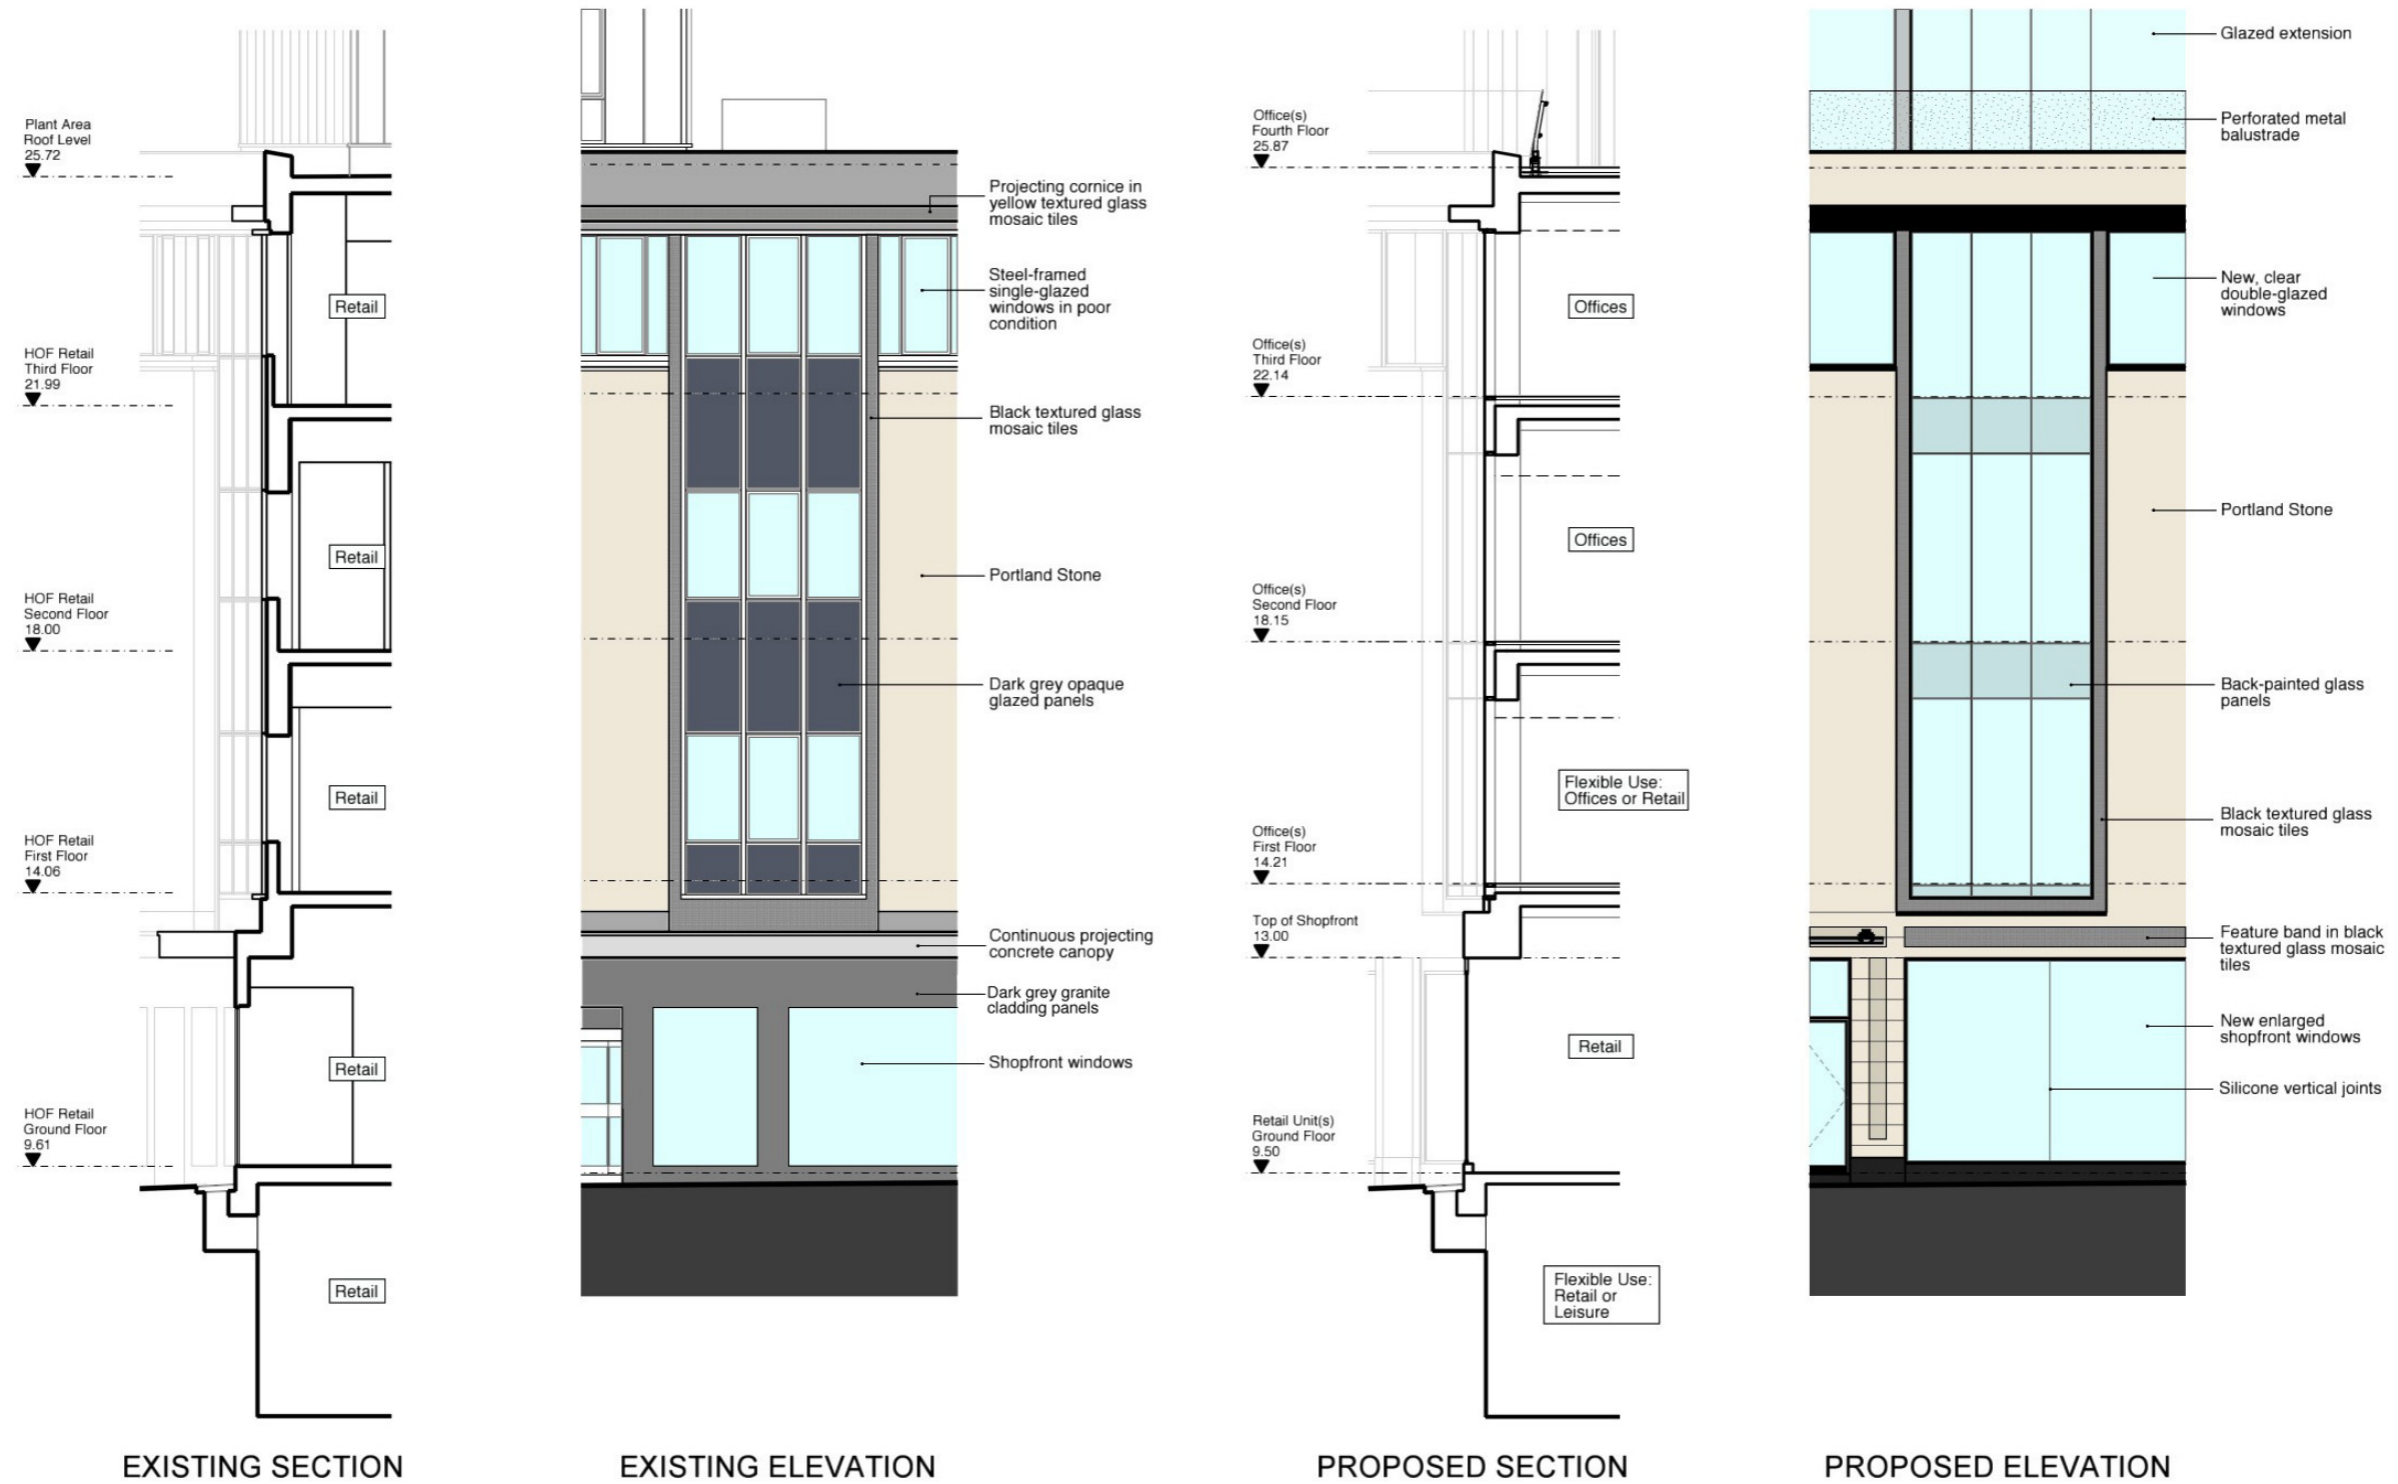 Plant Area
Roof Level
25.72
HOF Retail
Third Floor
21.99
HOF Retail
Second Floor
18.00
HOF Retail
First Floor
14.06
HOF Retail
Ground Floor
9.61
Retail
Retail
Retail
Retail
Retail
EXISTING SECTION
Projecting cornice in
yellow textured glass
mosaic tiles
Steel-framed
single-glazed
windows in poor
condition
Black textured glass
mosaic tiles
Portland Stone
Dark grey opaque
glazed panels
Continuous projecting
concrete canopy
Dark grey granite
cladding panels
Shopfront windows
EXISTING ELEVATION
Office(s)
Fourth Floor
25.87
Office(s)
Third Floor
22.14
Office(s)
Second Floor
18.15
Office(s)
First Floor
14.21
Top of Shopfront
13.00
Retail Unit(s)
Ground Floor
9.50
Offices
Offices
Flexible Use:
Offices or Retail
Retail
Flexible Use:
Retail or
Leisure
PROPOSED SECTION
Glazed extension
Perforated metal
balustrade
New, clear
double-glazed
windows
Portland Stone
Back-painted glass
panels
Black textured glass
mosaic tiles
Feature band in black
textured glass mosaic
tiles
New enlarged
shopfront windows
Silicone vertical joints
PROPOSED ELEVATION